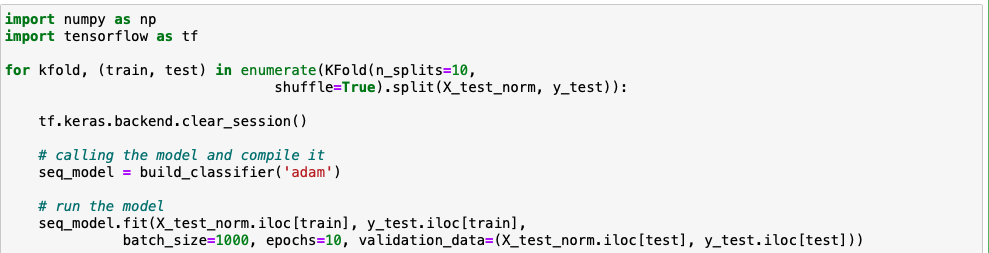 import numpy as np
import tensorflow as tf
for kfold, (train, test) in enumerate(KFold(n_splits=10,
shuffle=True).split(X_test_norm, y_test)):
tf.keras.backend.clear_session()
# calling the model and compile it
seq_model = build_classifier('adam')
# run the model
seq_model.fit(X_test_norm.iloc[train], y_test.iloc[train],
batch_size=1000, epochs=10, validation_data=(X_test_norm.iloc[test], y_test.iloc[test]))